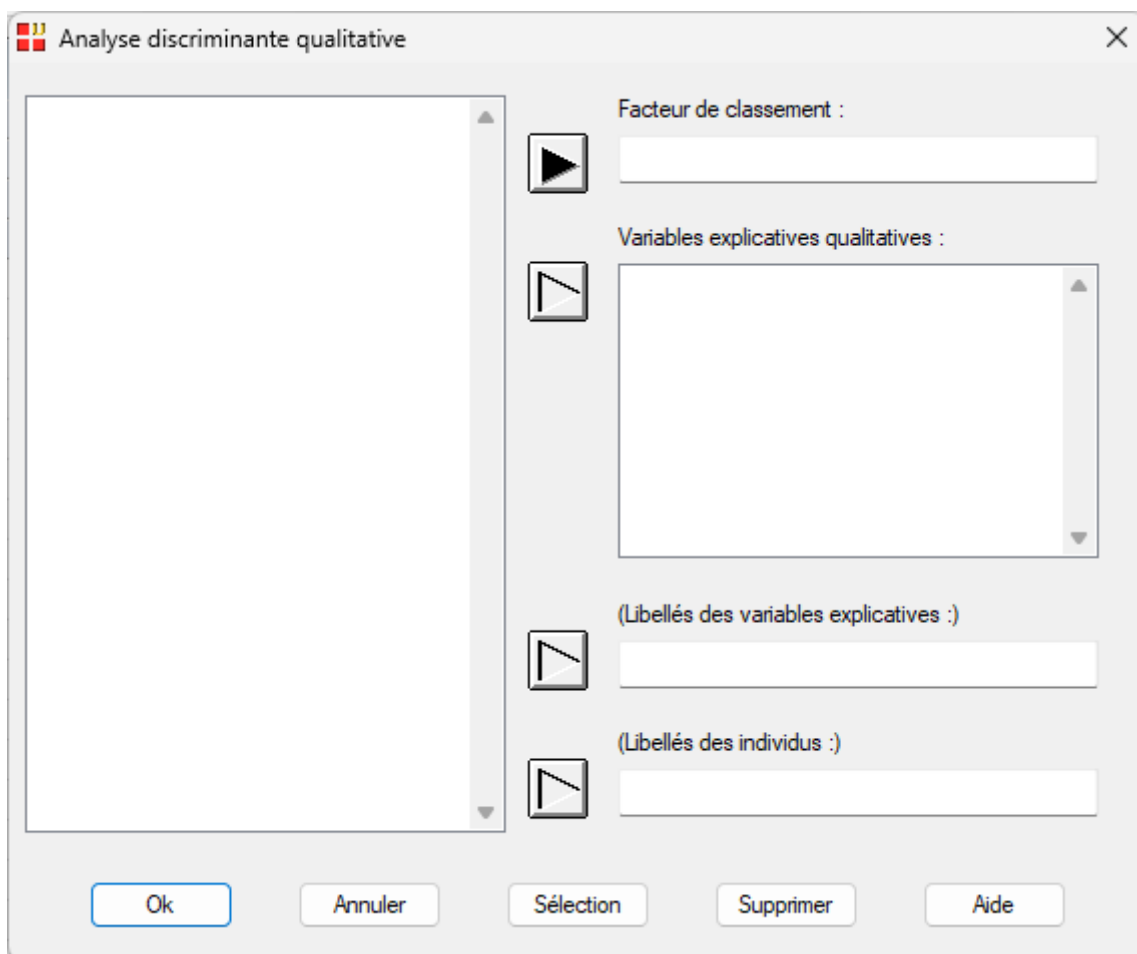 Analyse discriminante qualitative
Facteur de classement :
Variables explicatives qualitatives :
(Libellés des variables explicatives :)
(Libellés des individus :)
Ok Annuler Sélection Supprimer Aide